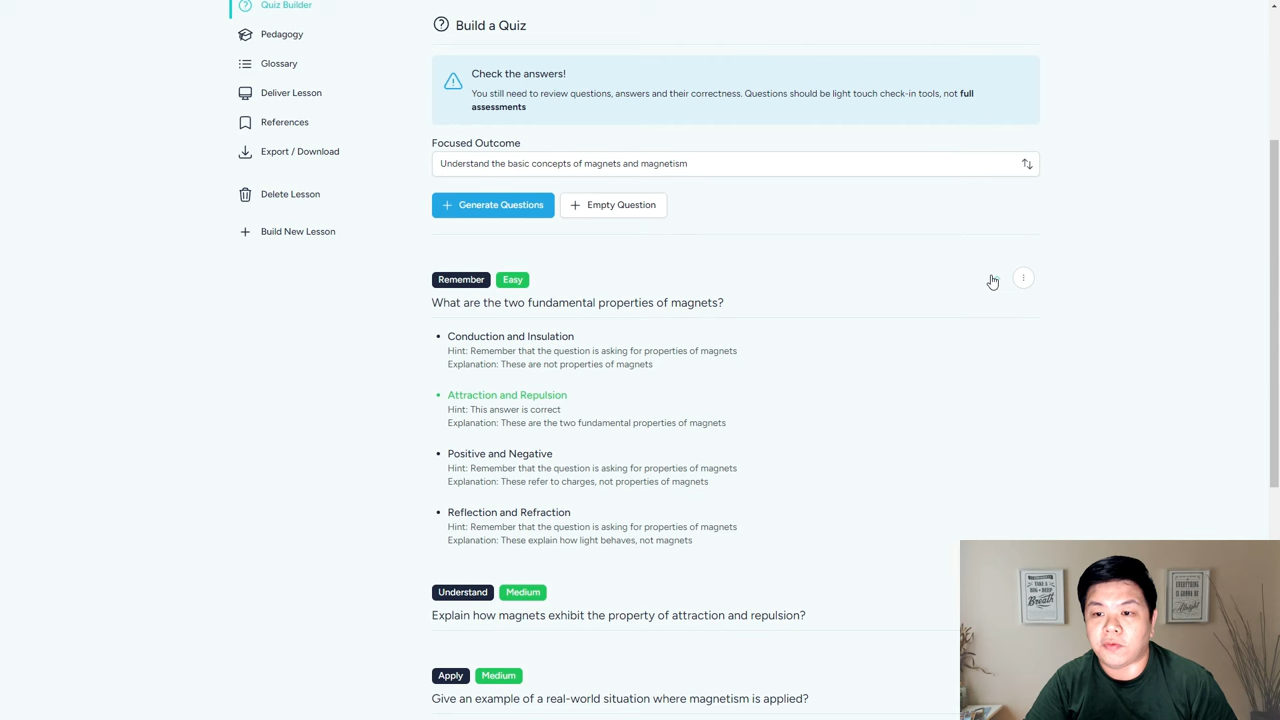 Quiz Builder
Pedagogy
Glossary
Deliver Lesson
References
Export / Download
Delete Lesson
Build New Lesson
Build a Quiz
Check the answers!
You still need to review questions, answers and their correctness. Questions should be light touch check-in tools, not full
assessments
Focused Outcome
Understand the basic concepts of magnets and magnetism
Generate Questions
Empty Question
Remember Easy
What are the two fundamental properties of magnets?
Conduction and Insulation
Hint: Remember that the question is asking for properties of magnets
Explanation: These are not properties of magnets
Attraction and Repulsion
Hint: This answer is correct
Explanation: These are the two fundamental properties of magnets
Positive and Negative
Hint: Remember that the question is asking for properties of magnets
Explanation: These refer to charges, not properties of magnets
Reflection and Refraction
Hint: Remember that the question is asking for properties of magnets
Explanation: These explain how light behaves, not magnets
Understand Medium
Explain how magnets exhibit the property of attraction and repulsion?
Apply Medium
Give an example of a real-world situation where magnetism is applied?
TAKE A
Breath
EVERYTHING
IS GONNA BE
Alright